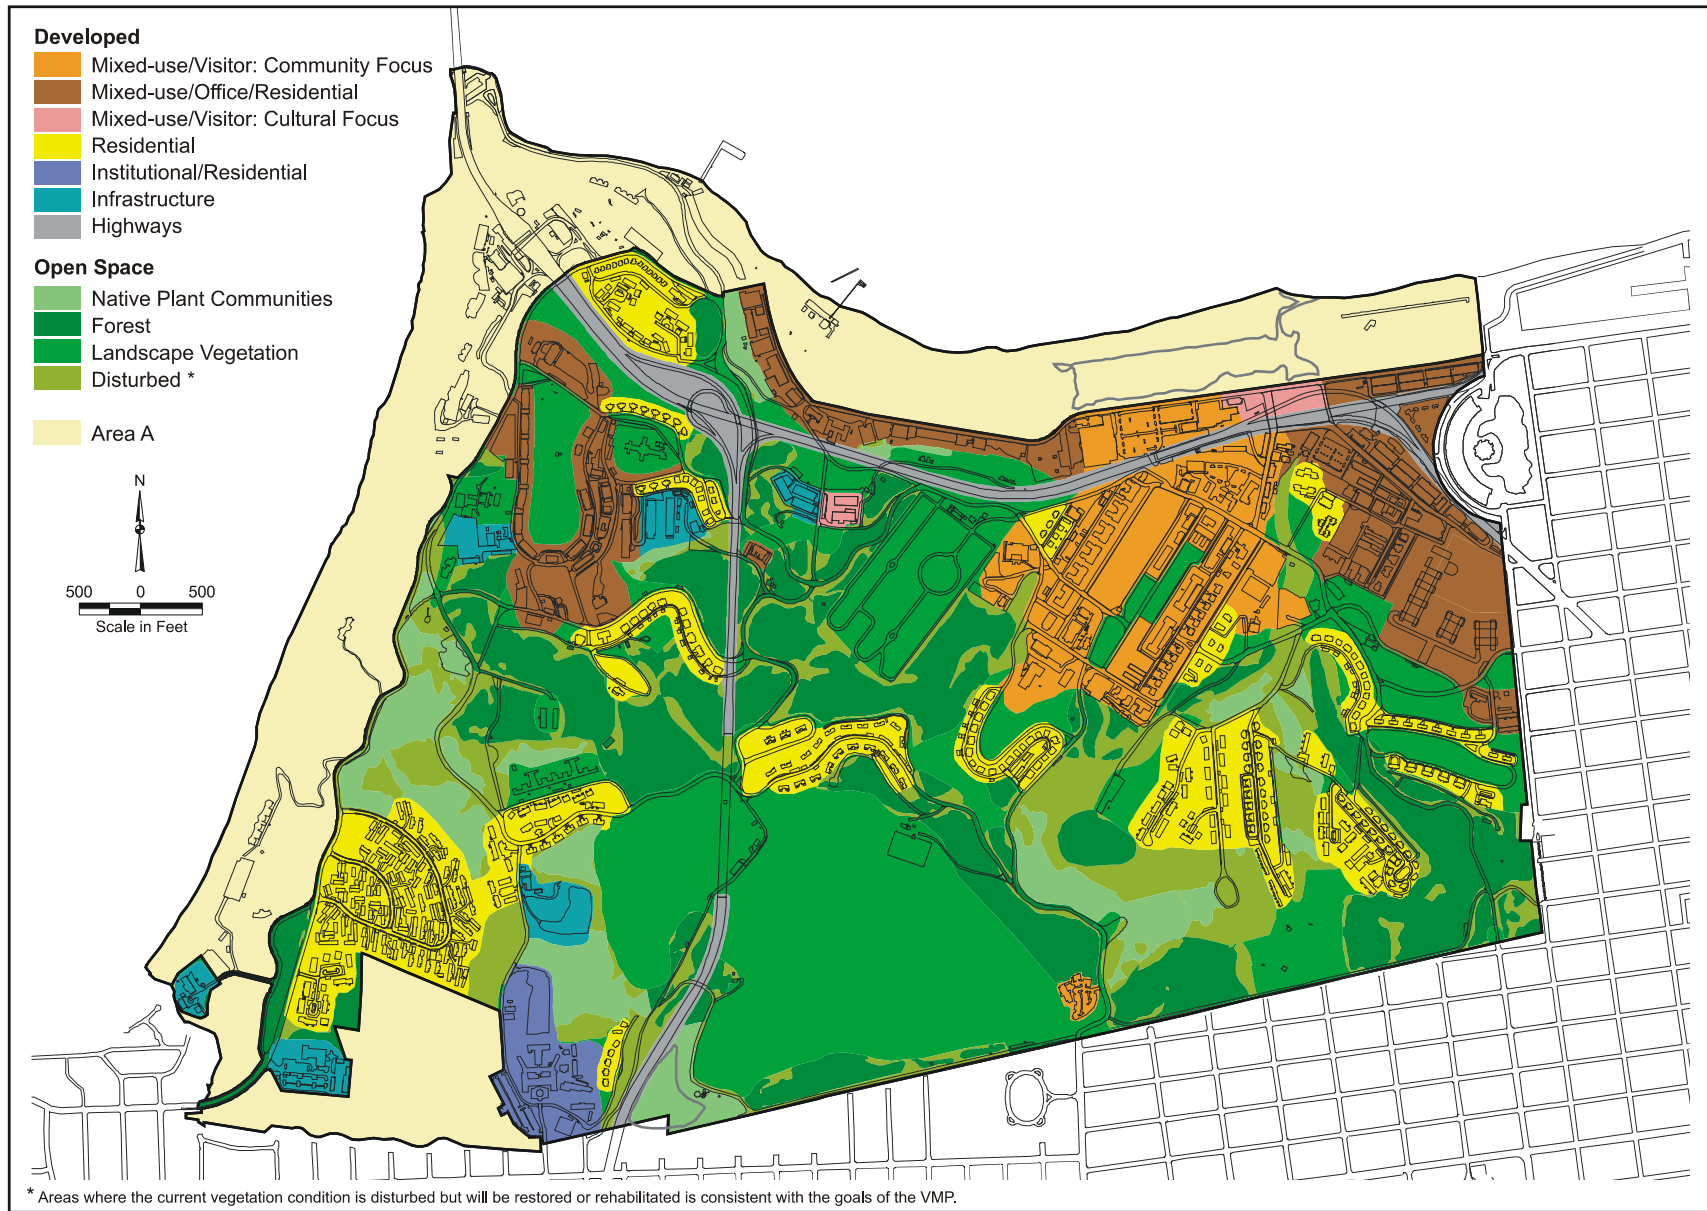 Developed
Mixed-use/Visitor: Community Focus
Mixed-use/Office/Residential
Mixed-use/Visitor: Cultural Focus
Residential
Institutional/Residential
Infrastructure
Highways
Open Space
Native Plant Communities
Forest
Landscape Vegetation
Disturbed *
Area A
N
500 0 500
Scale in Feet
* Areas where the current vegetation condition is disturbed but will be restored or rehabilitated is consistent with the goals of the VMP.